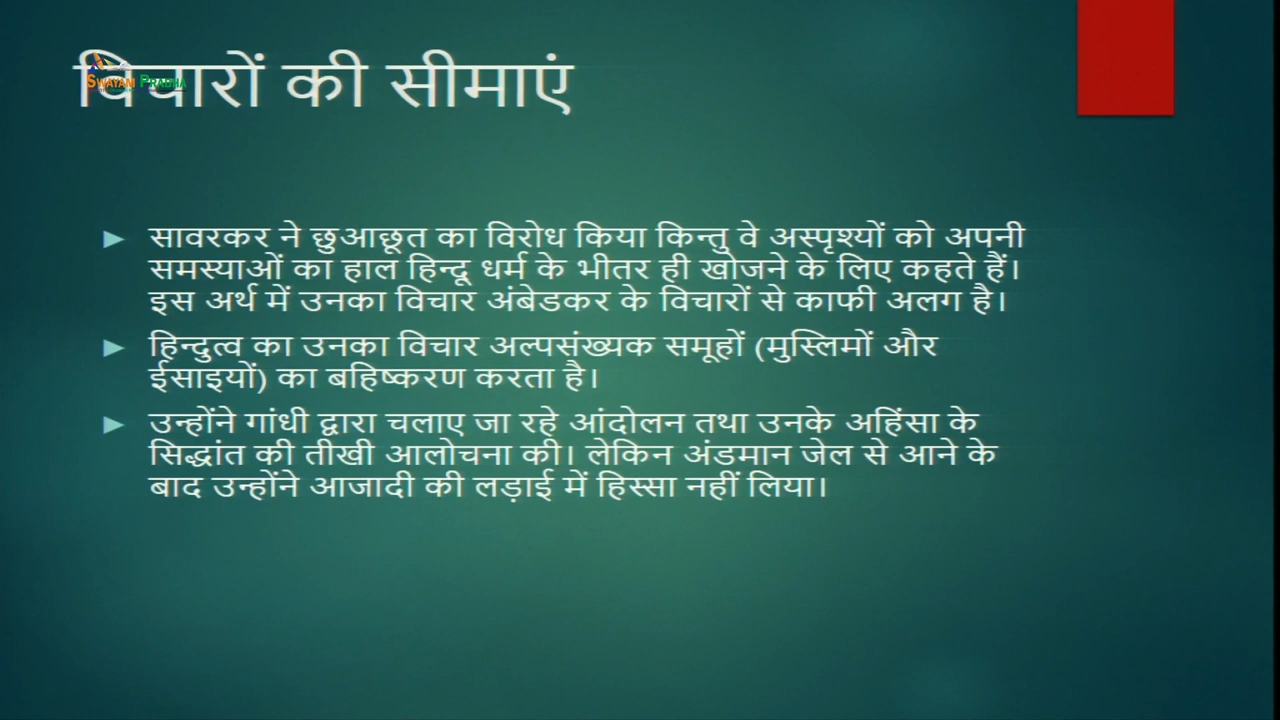 विचारों की सीमाएं
SWAYAM PRABHA
सावरकर ने छुआछूत का विरोध किया किन्तु वे अस्पृश्यों को अपनी
समस्याओं का हाल हिन्दू धर्म के भीतर ही खोजने के लिए कहते हैं।
इस अर्थ में उनका विचार अंबेडकर के विचारों से काफी अलग है।
हिन्दुत्व का उनका विचार अल्पसंख्यक समूहों (मुस्लिमों और
ईसाइयों) का बहिष्करण करता है।
उन्होंने गांधी द्वारा चलाए जा रहे आंदोलन तथा उनके अहिंसा के
सिद्धांत की तीखी आलोचना की। लेकिन अंडमान जेल से आने के
बाद उन्होंने आजादी की लड़ाई में हिस्सा नहीं लिया।